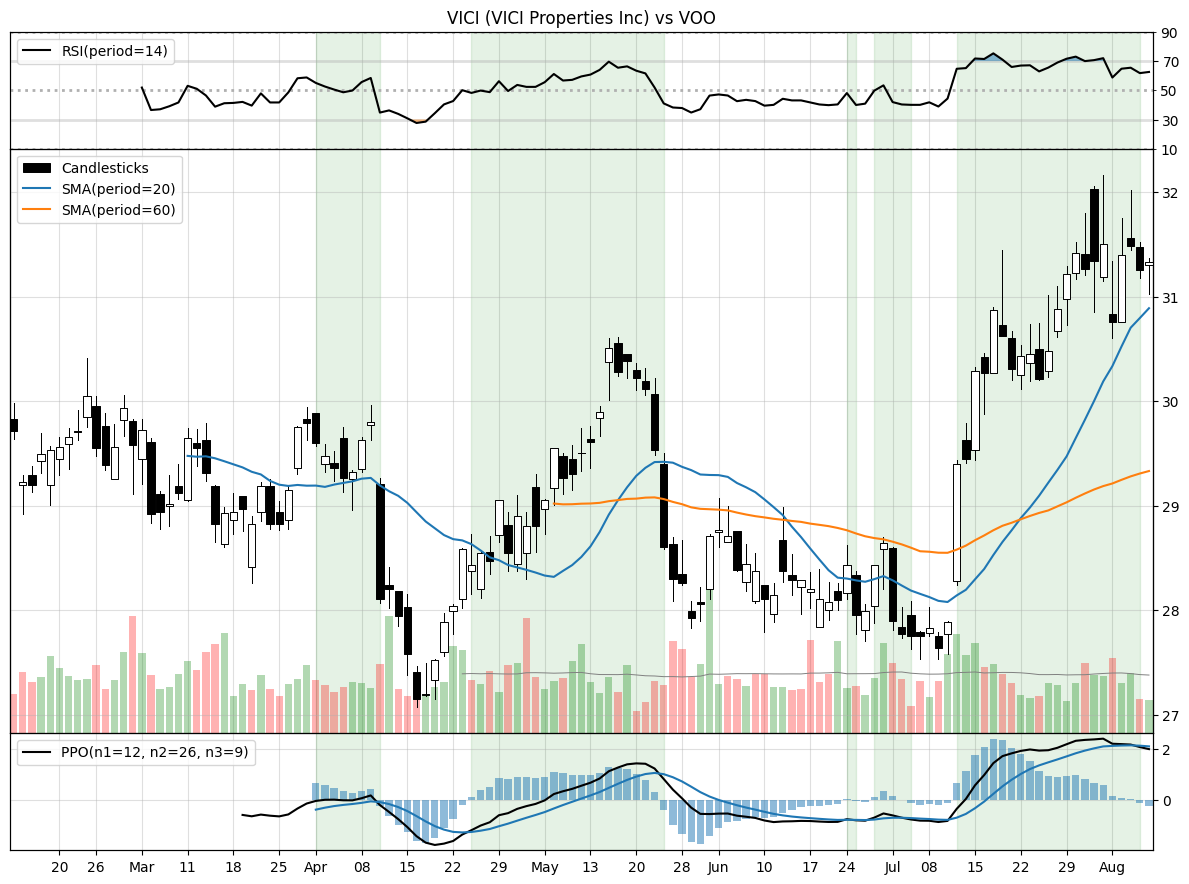 VICI (VICI Properties Inc) vs VOO
RSI(period=14)
90
70
50
30
10
Candlesticks
SMA(period=20)
SMA(period=60)
32
31
30
29
28
27
PPO(n1=12, n2=26, n3=9)
2
0
20 26 Mar 11 18 25 Apr 08 15 22 29 May 13 20 28 Jun 10 17 24 Jul 08 15 22 29 Aug